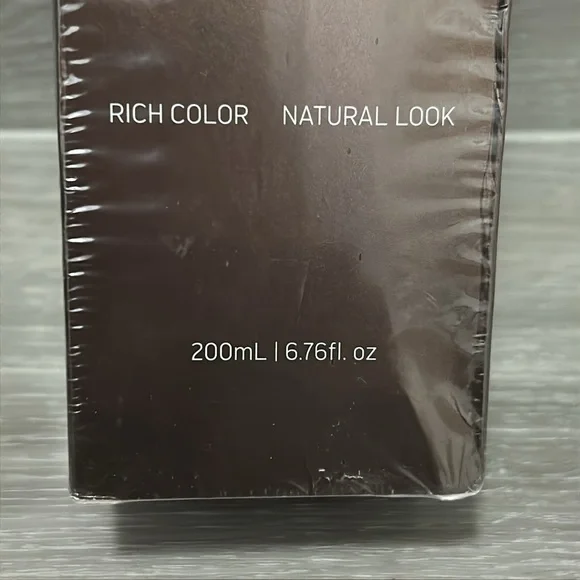 RICH COLOR NATURAL LOOK
200mL | 6.76fl. oz